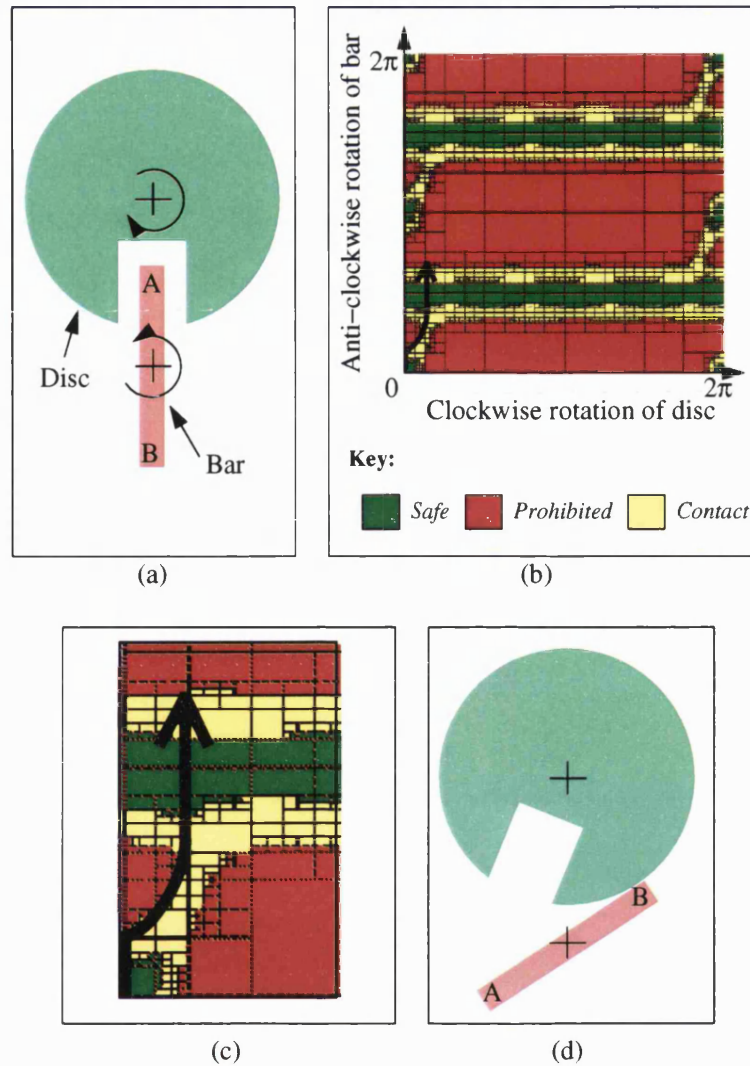 A
Disc
Bar
B
(a)
Anti-clockwise rotation of bar
2π
0
2π
Clockwise rotation of disc
Key:
Safe Prohibited Contact
(b)
(c)
B
A
(d)